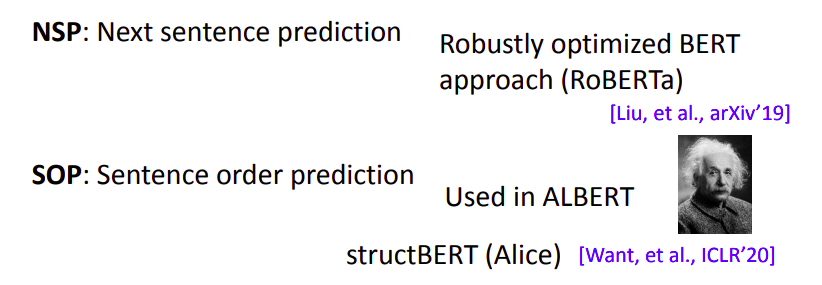 NSP: Next sentence prediction
Robustly optimized BERT
approach (RoBERTa)
[Liu, et al., arXiv’19]
SOP: Sentence order prediction
Used in ALBERT
structBERT (Alice) [Want, et al., ICLR’20]